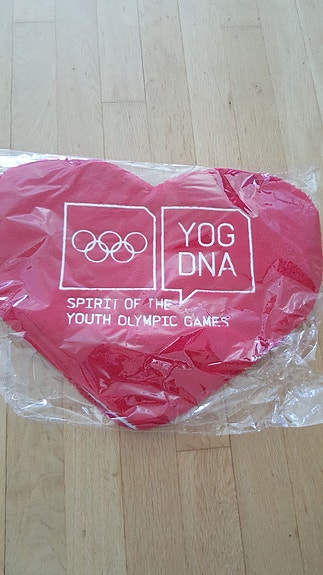 YOG
DNA
SPIRIT OF THE
YOUTH OLYMPIC GAMES